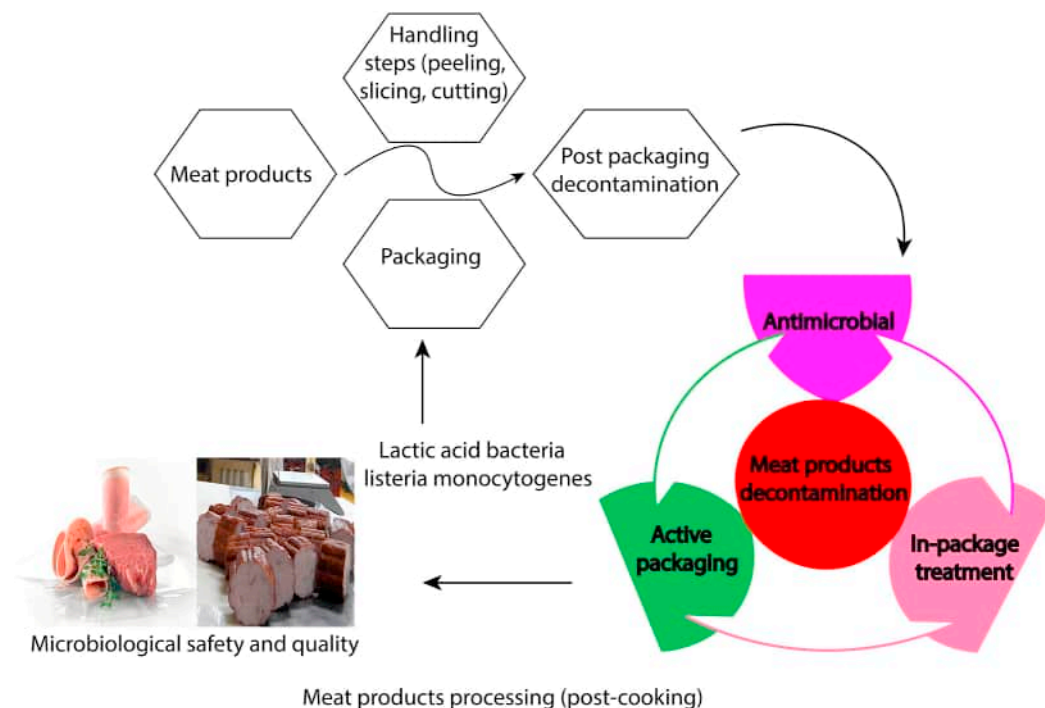 Handling
steps (peeling,
slicing, cutting)
Meat products
Post packaging
decontamination
Packaging
Antimicrobial
Lactic acid bacteria
listeria monocytogenes
Meat products
decontamination
Active
packaging
In-package
treatment
Microbiological safety and quality
Meat products processing (post-cooking)